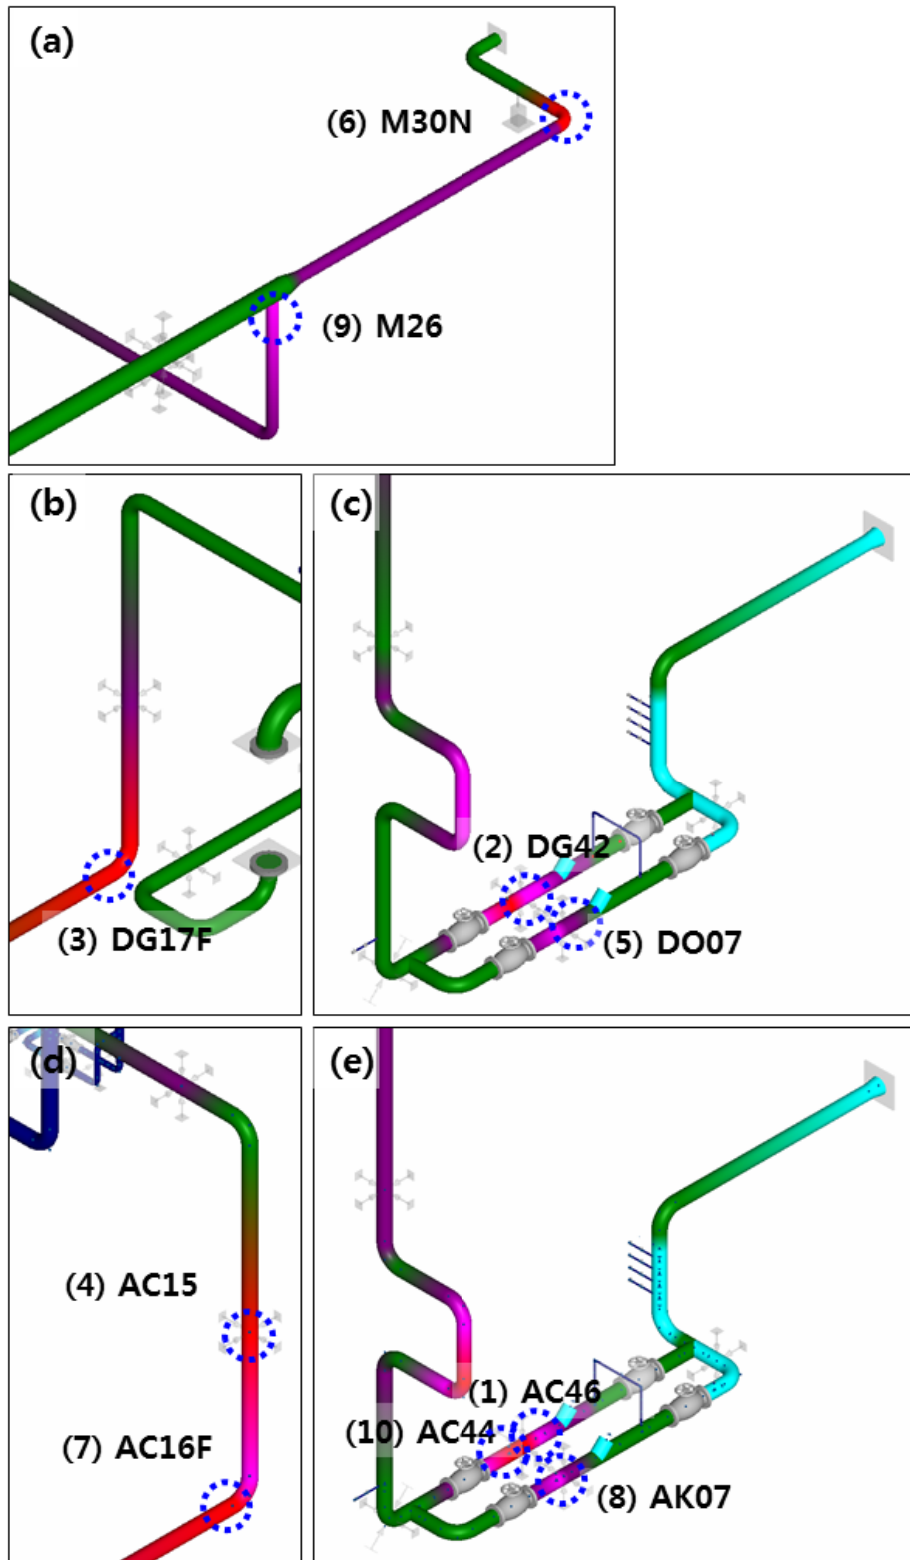 (a)
(6) M30N
(9) M26
(b)
(3) DG17F
(c)
(2) DG42
(5) DO07
(d)
(4) AC15
(7) AC16F
(e)
(1) AC46
(10) AC44
(8) AK07